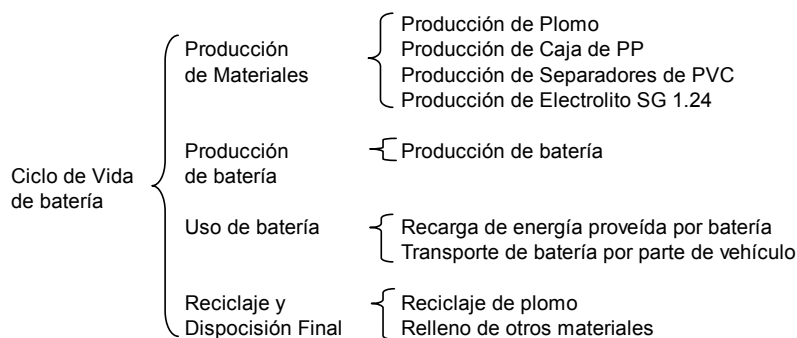 Ciclo de Vida
de batería
Producción
de Materiales
Producción de Plomo
Producción de Caja de PP
Producción de Separadores de PVC
Producción de Electrolito SG 1.24
Producción
de batería
Producción de batería
Uso de batería
Recarga de energía proveída por batería
Transporte de batería por parte de vehículo
Reciclaje y
Dispocisión Final
Reciclaje de plomo
Relleno de otros materiales